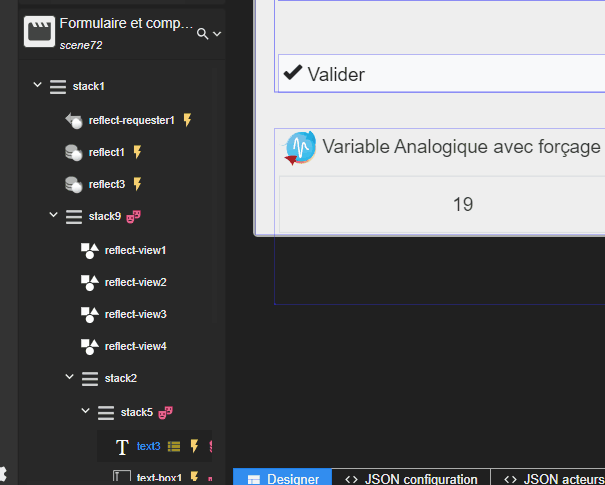 Formulaire et comp...
scene72
stack1
reflect-requester1
reflect1
reflect3
stack9
reflect-view1
reflect-view2
reflect-view3
reflect-view4
stack2
stack5
text3
text-box1
Valider
Variable Analogique avec forçage
19
Designer
JSON configuration
JSON acteurs